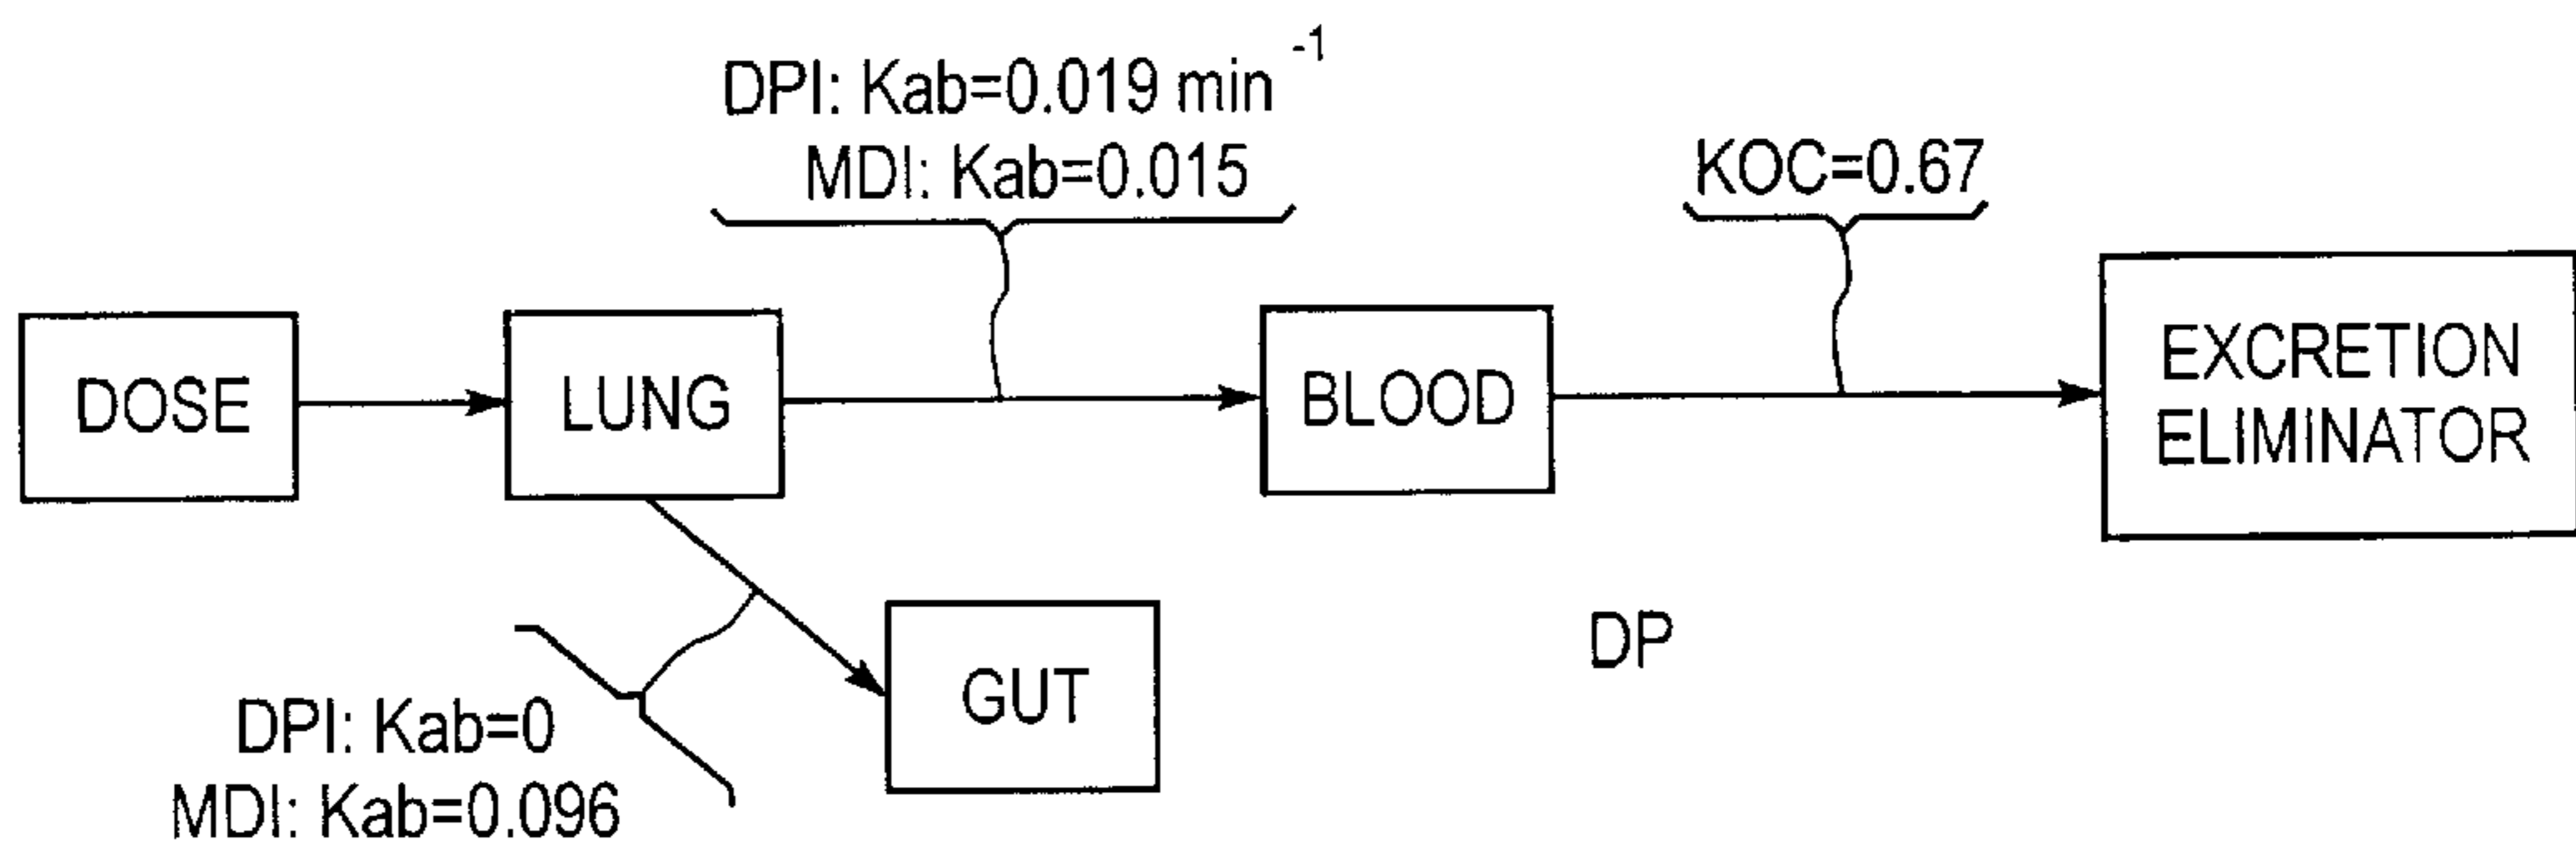 DPI: Kab=0.019 min⁻¹
MDI: Kab=0.015
KOC=0.67
DOSE
LUNG
BLOOD
EXCRETION
ELIMINATOR
GUT
DP
DPI: Kab=0
MDI: Kab=0.096